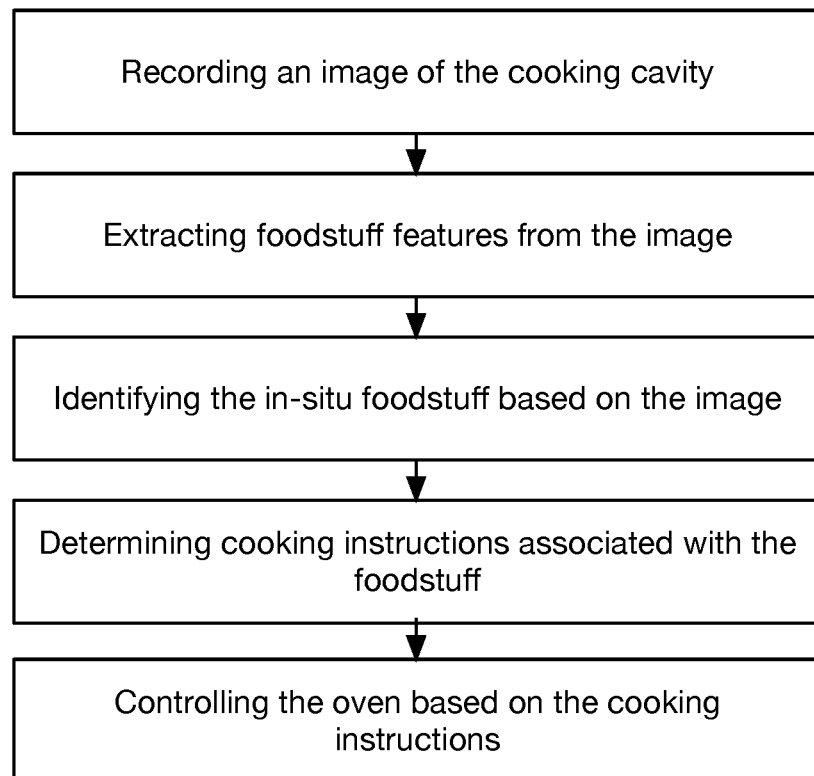 Recording an image of the cooking cavity
Extracting foodstuff features from the image
Identifying the in-situ foodstuff based on the image
Determining cooking instructions associated with the
foodstuff
Controlling the oven based on the cooking
instructions